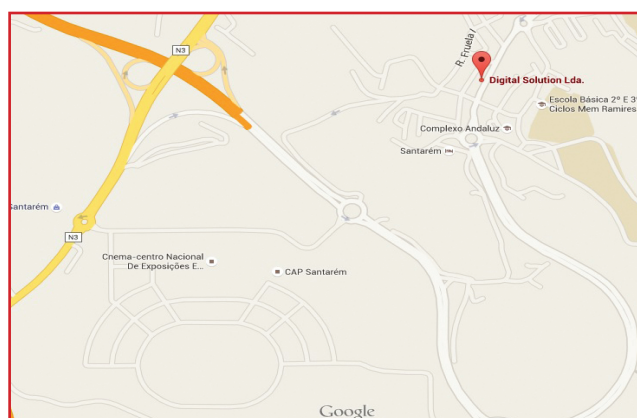 N3
R. Fruela I
Digital Solution Lda.
Escola Básica 2º E 3º
Ciclos Mem Ramires
Complexo Andaluz
Santarém
Santarém
N3
Cnema-centro Nacional
De Exposições E...
CAP Santarém
Google